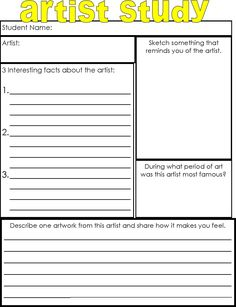 artist study
Student Name:
Artist:
Sketch something that
reminds you of the artist.
3 Interesting facts about the artist:
1.
2.
3.
During what period of art
was this artist most famous?
Describe one artwork from this artist and share how it makes you feel.